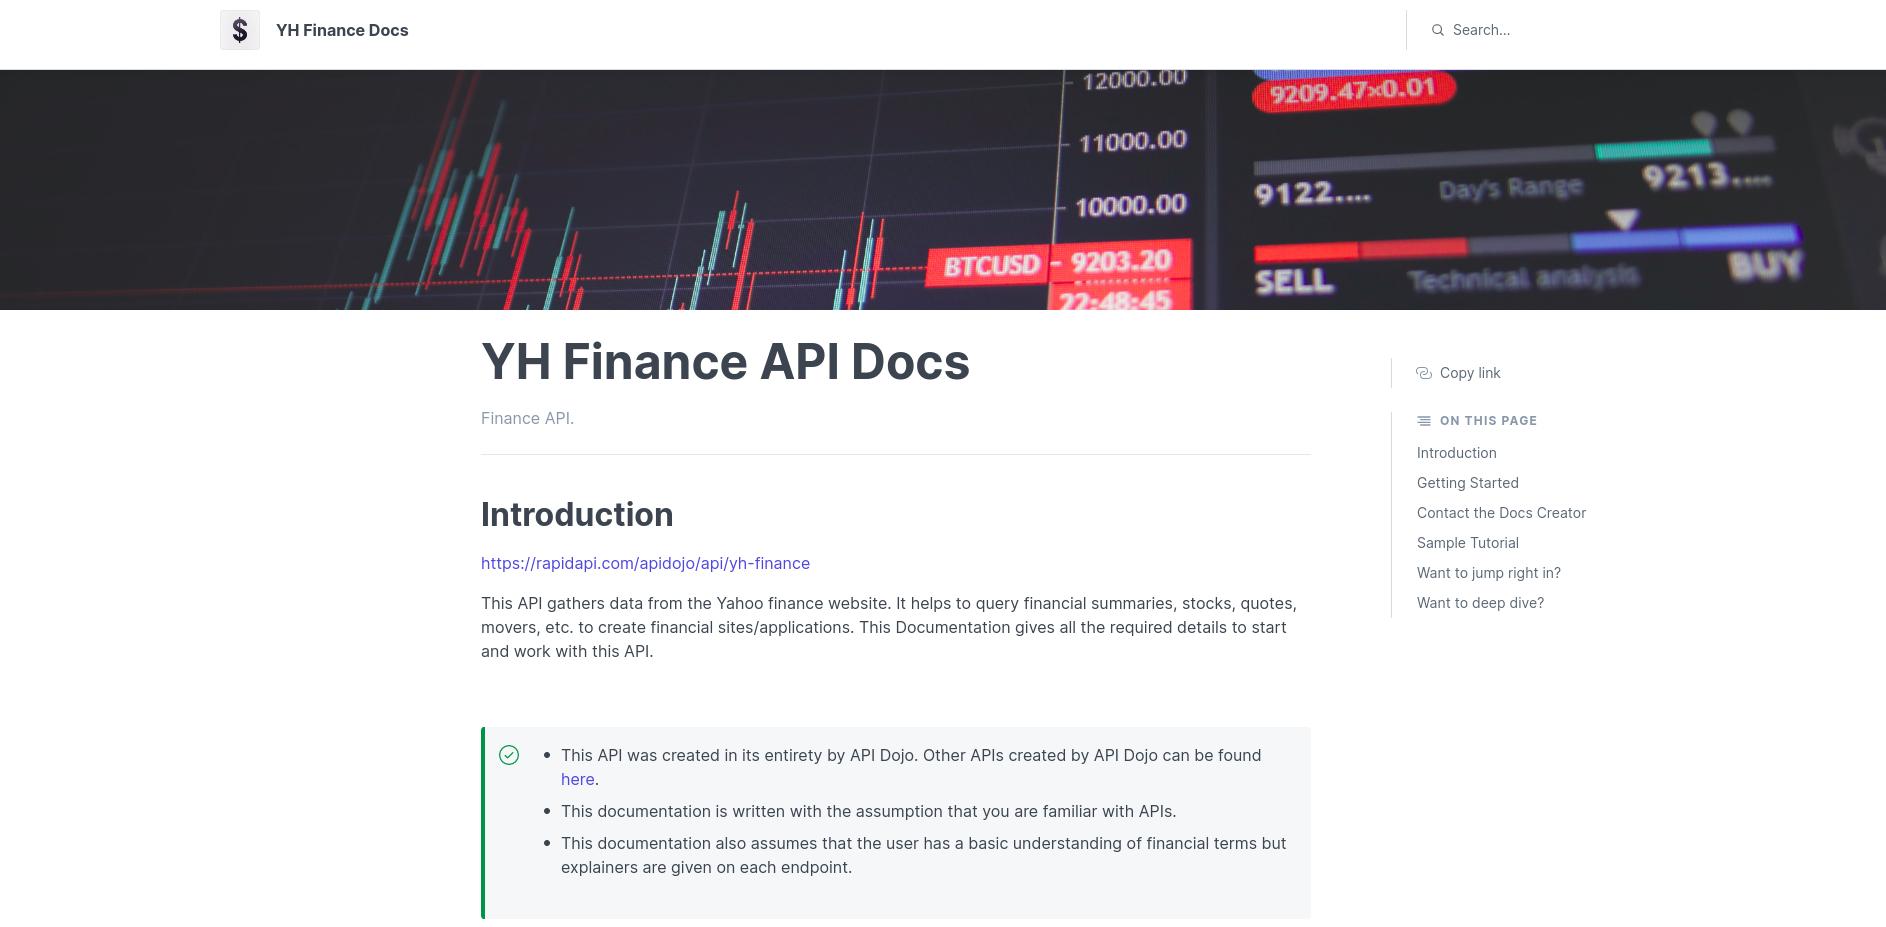 YH Finance Docs
Search...
12000.00
9209.47×0.01
11000.00
9122....
Day's Range
9213....
10000.00
BTCUSD
9203.20
SELL
Technical analysis
BUY
22:48:45
YH Finance API Docs
Finance API.
Copy link
ON THIS PAGE
Introduction
Getting Started
Contact the Docs Creator
Sample Tutorial
Want to jump right in?
Want to deep dive?
Introduction
https://rapidapi.com/apidojo/api/yh-finance
This API gathers data from the Yahoo finance website. It helps to query financial summaries, stocks, quotes,
movers, etc. to create financial sites/applications. This Documentation gives all the required details to start
and work with this API.
This API was created in its entirety by API Dojo. Other APIs created by API Dojo can be found
here.
This documentation is written with the assumption that you are familiar with APIs.
This documentation also assumes that the user has a basic understanding of financial terms but
explainers are given on each endpoint.